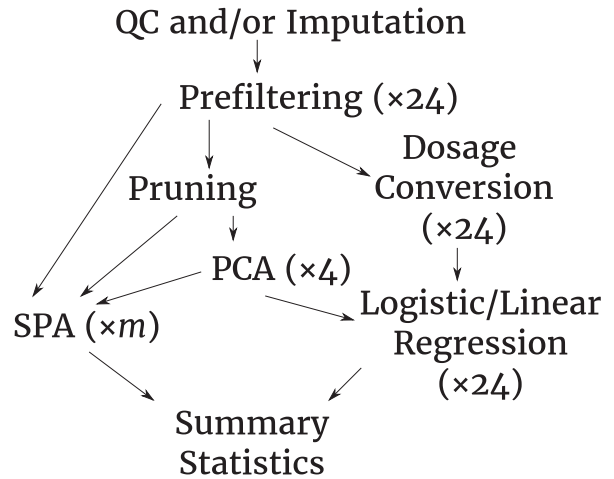 QC and/or Imputation
Prefiltering (×24)
Dosage
Conversion
(×24)
Pruning
PCA (×4)
Logistic/Linear
Regression
(×24)
SPA (×m)
Summary
Statistics